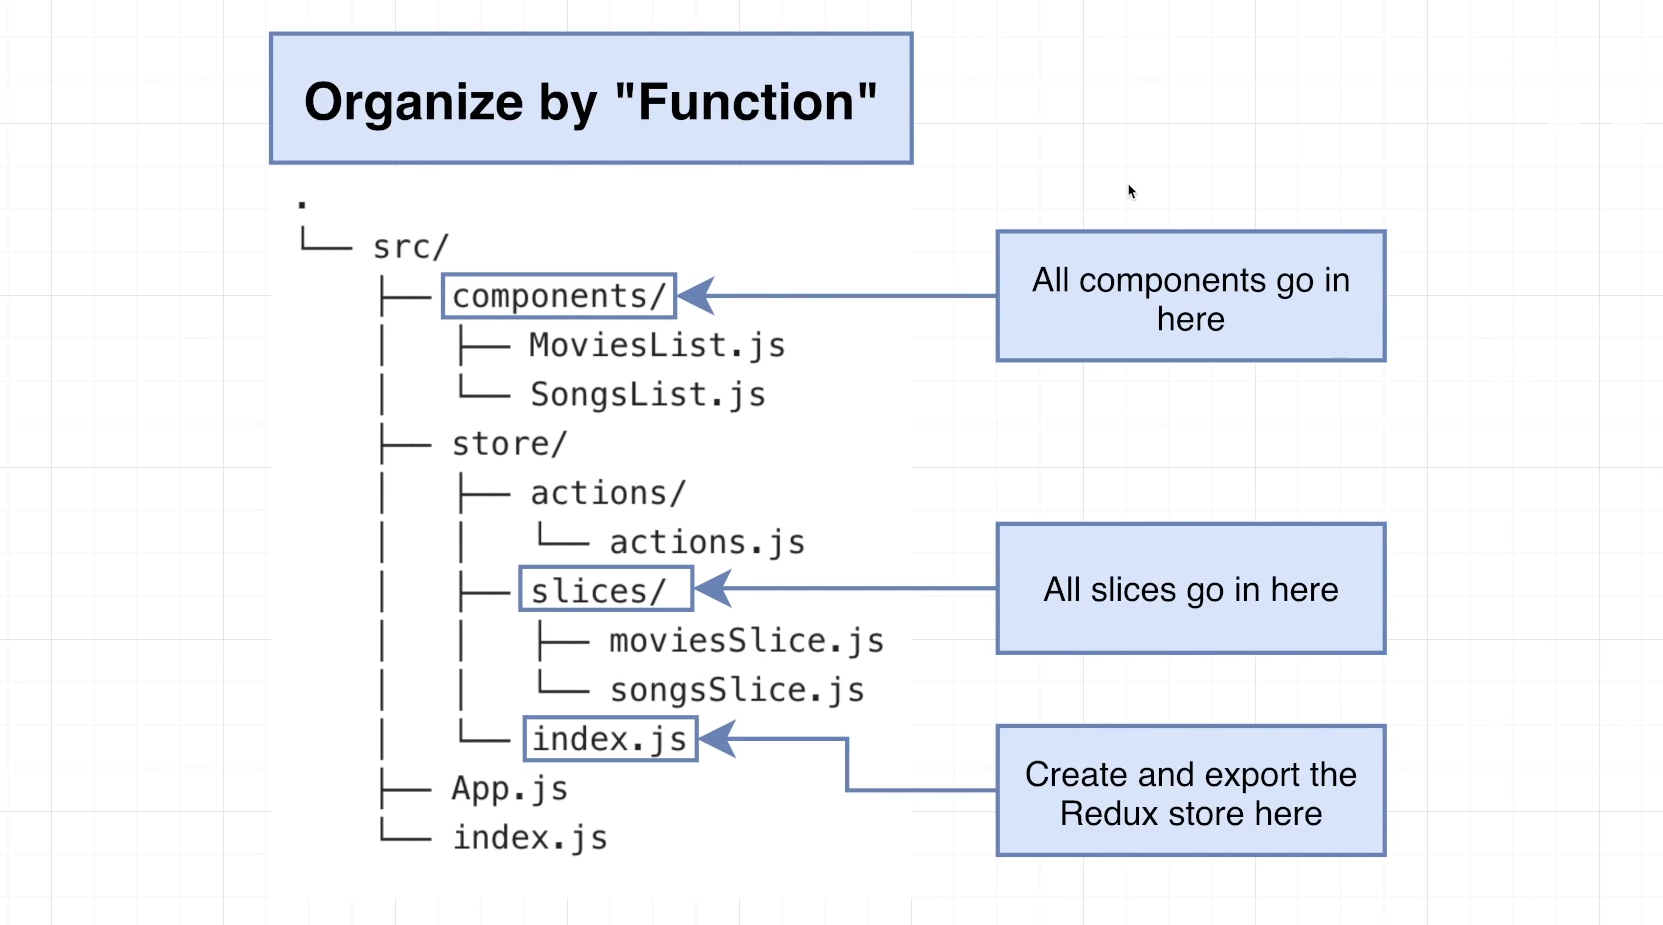 Organize by "Function"
.
└── src/
├── components/
All components go in
here
│ ├── MoviesList.js
│ └── SongsList.js
├── store/
│ ├── actions/
│ │ └── actions.js
│ ├── slices/
All slices go in here
│ │ ├── moviesSlice.js
│ │ └── songsSlice.js
│ └── index.js
Create and export the
Redux store here
├── App.js
└── index.js